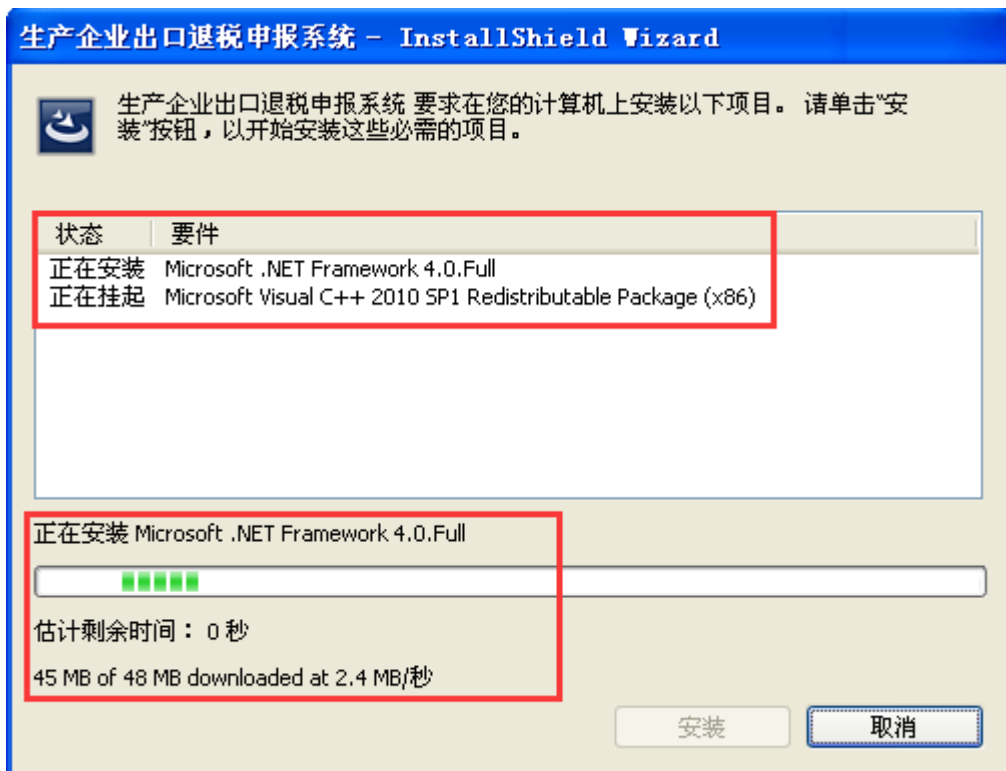 生产企业出口退税申报系统 - InstallShield Wizard
生产企业出口退税申报系统 要求在您的计算机上安装以下项目。 请单击“安
装”按钮，以开始安装这些必需的项目。
状态 要件
正在安装 Microsoft .NET Framework 4.0.Full
正在挂起 Microsoft Visual C++ 2010 SP1 Redistributable Package (x86)
正在安装 Microsoft .NET Framework 4.0.Full
估计剩余时间： 0 秒
45 MB of 48 MB downloaded at 2.4 MB/秒
安装 取消